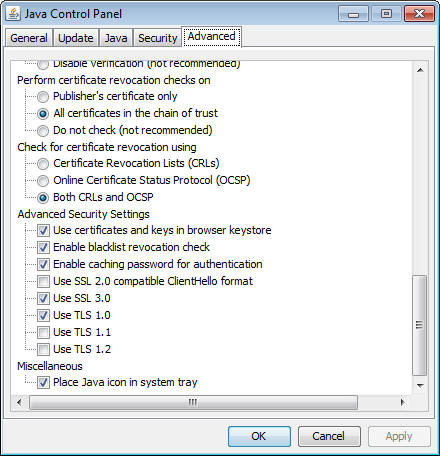 Java Control Panel
General Update Java Security Advanced
Disable verification (not recommended)
Perform certificate revocation checks on
Publisher's certificate only
All certificates in the chain of trust
Do not check (not recommended)
Check for certificate revocation using
Certificate Revocation Lists (CRLs)
Online Certificate Status Protocol (OCSP)
Both CRLs and OCSP
Advanced Security Settings
Use certificates and keys in browser keystore
Enable blacklist revocation check
Enable caching password for authentication
Use SSL 2.0 compatible ClientHello format
Use SSL 3.0
Use TLS 1.0
Use TLS 1.1
Use TLS 1.2
Miscellaneous
Place Java icon in system tray
OK Cancel Apply